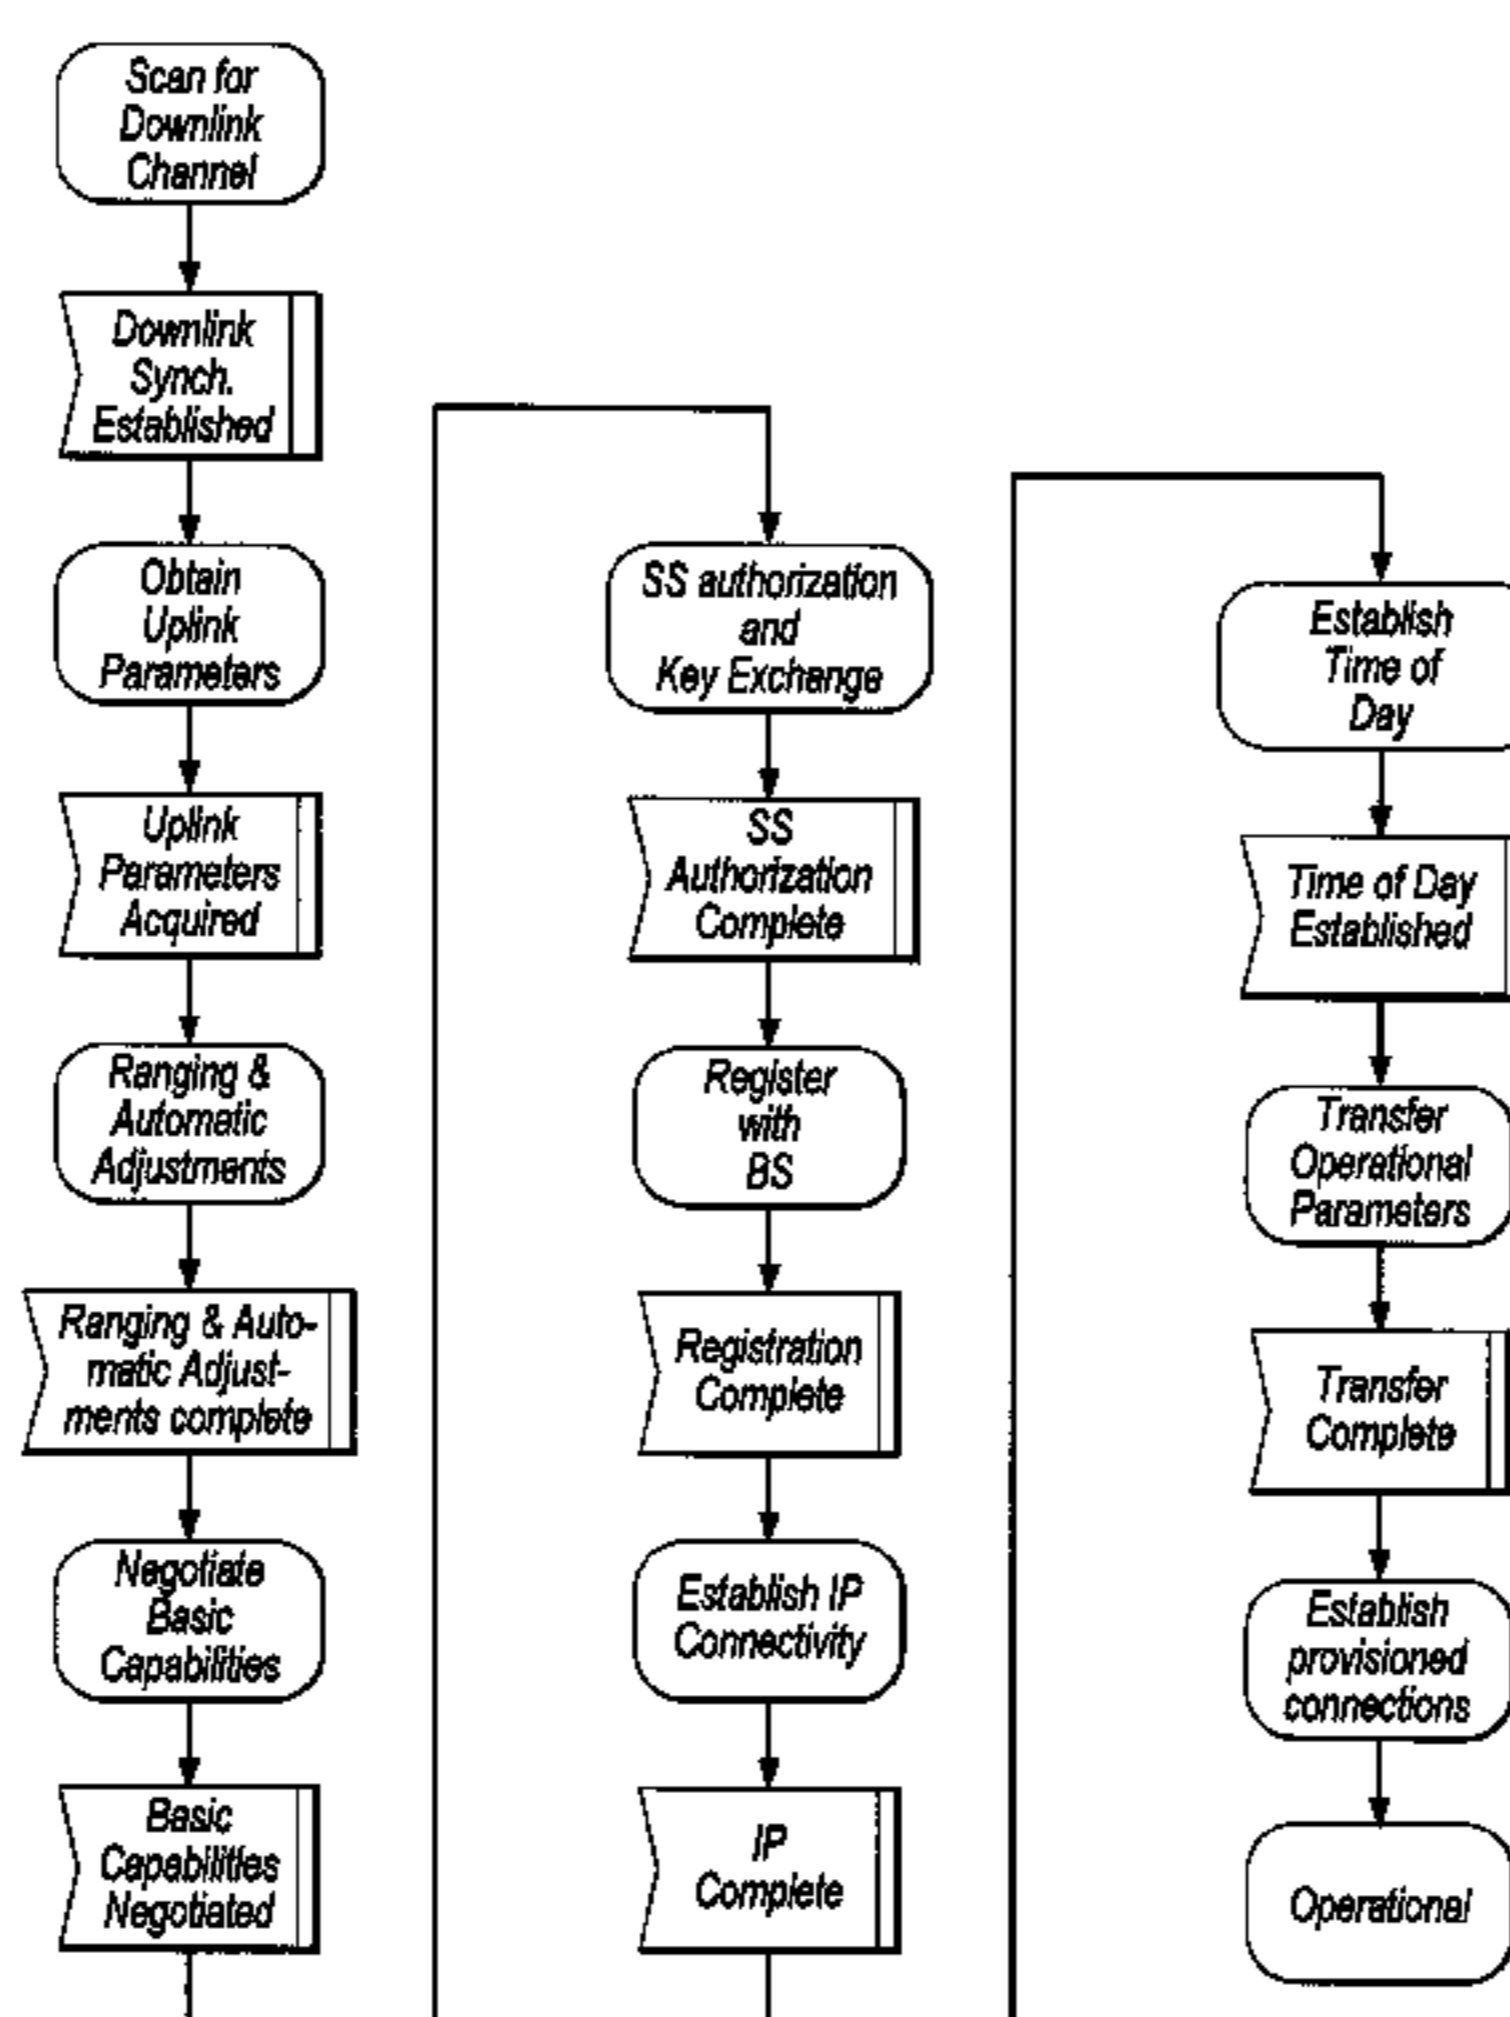 Scan for
Downlink
Channel
Downlink
Synch.
Established
Obtain
Uplink
Parameters
Uplink
Parameters
Acquired
Ranging &
Automatic
Adjustments
Ranging & Auto-
matic Adjust-
ments complete
Negotiate
Basic
Capabilities
Basic
Capabilities
Negotiated
SS authorization
and
Key Exchange
SS
Authorization
Complete
Register
with
BS
Registration
Complete
Establish IP
Connectivity
IP
Complete
Establish
Time of
Day
Time of Day
Established
Transfer
Operational
Parameters
Transfer
Complete
Establish
provisioned
connections
Operational